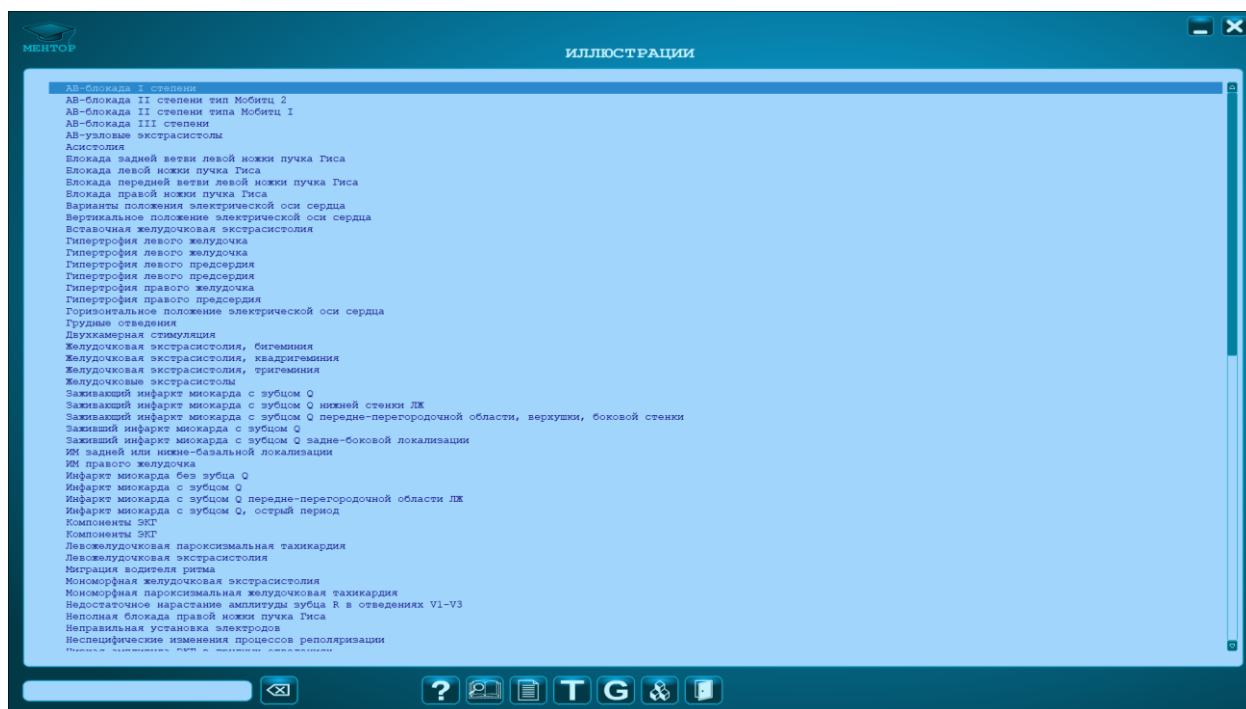 МЕНТОР
ИЛЛЮСТРАЦИИ
АВ-блокада I степени
АВ-блокада II степени тип Мобитц 2
АВ-блокада II степени типа Мобитц I
АВ-блокада III степени
АВ-узловые экстрасистолы
Асистолия
Блокада задней ветви левой ножки пучка Гиса
Блокада левой ножки пучка Гиса
Блокада передней ветви левой ножки пучка Гиса
Блокада правой ножки пучка Гиса
Варианты положения электрической оси сердца
Вертикальное положение электрической оси сердца
Вставочная желудочковая экстрасистолия
Гипертрофия левого желудочка
Гипертрофия левого желудочка
Гипертрофия левого предсердия
Гипертрофия левого предсердия
Гипертрофия правого желудочка
Гипертрофия правого предсердия
Горизонтальное положение электрической оси сердца
Грудные отведения
Двухкамерная стимуляция
Желудочковая экстрасистолия, бигеминия
Желудочковая экстрасистолия, квадригеминия
Желудочковая экстрасистолия, тригеминия
Желудочковые экстрасистолы
Заживающий инфаркт миокарда с зубцом Q
Заживающий инфаркт миокарда с зубцом Q нижней стенки ЛЖ
Заживающий инфаркт миокарда с зубцом Q передне-перегородочной области, верхушки, боковой стенки
Заживший инфаркт миокарда с зубцом Q
Заживший инфаркт миокарда с зубцом Q задне-боковой локализации
ИМ задней или нижне-базальной локализации
ИМ правого желудочка
Инфаркт миокарда без зубца Q
Инфаркт миокарда с зубцом Q
Инфаркт миокарда с зубцом Q передне-перегородочной области ЛЖ
Инфаркт миокарда с зубцом Q, острый период
Компоненты ЭКГ
Компоненты ЭКГ
Левожелудочковая пароксизмальная тахикардия
Левожелудочковая экстрасистолия
Миграция водителя ритма
Мономорфная желудочковая экстрасистолия
Мономорфная пароксизмальная желудочковая тахикардия
Недостаточное нарастание амплитуды зубца R в отведениях V1-V3
Неполная блокада правой ножки пучка Гиса
Неправильная установка электродов
Неспецифические изменения процессов реполяризации
? T G